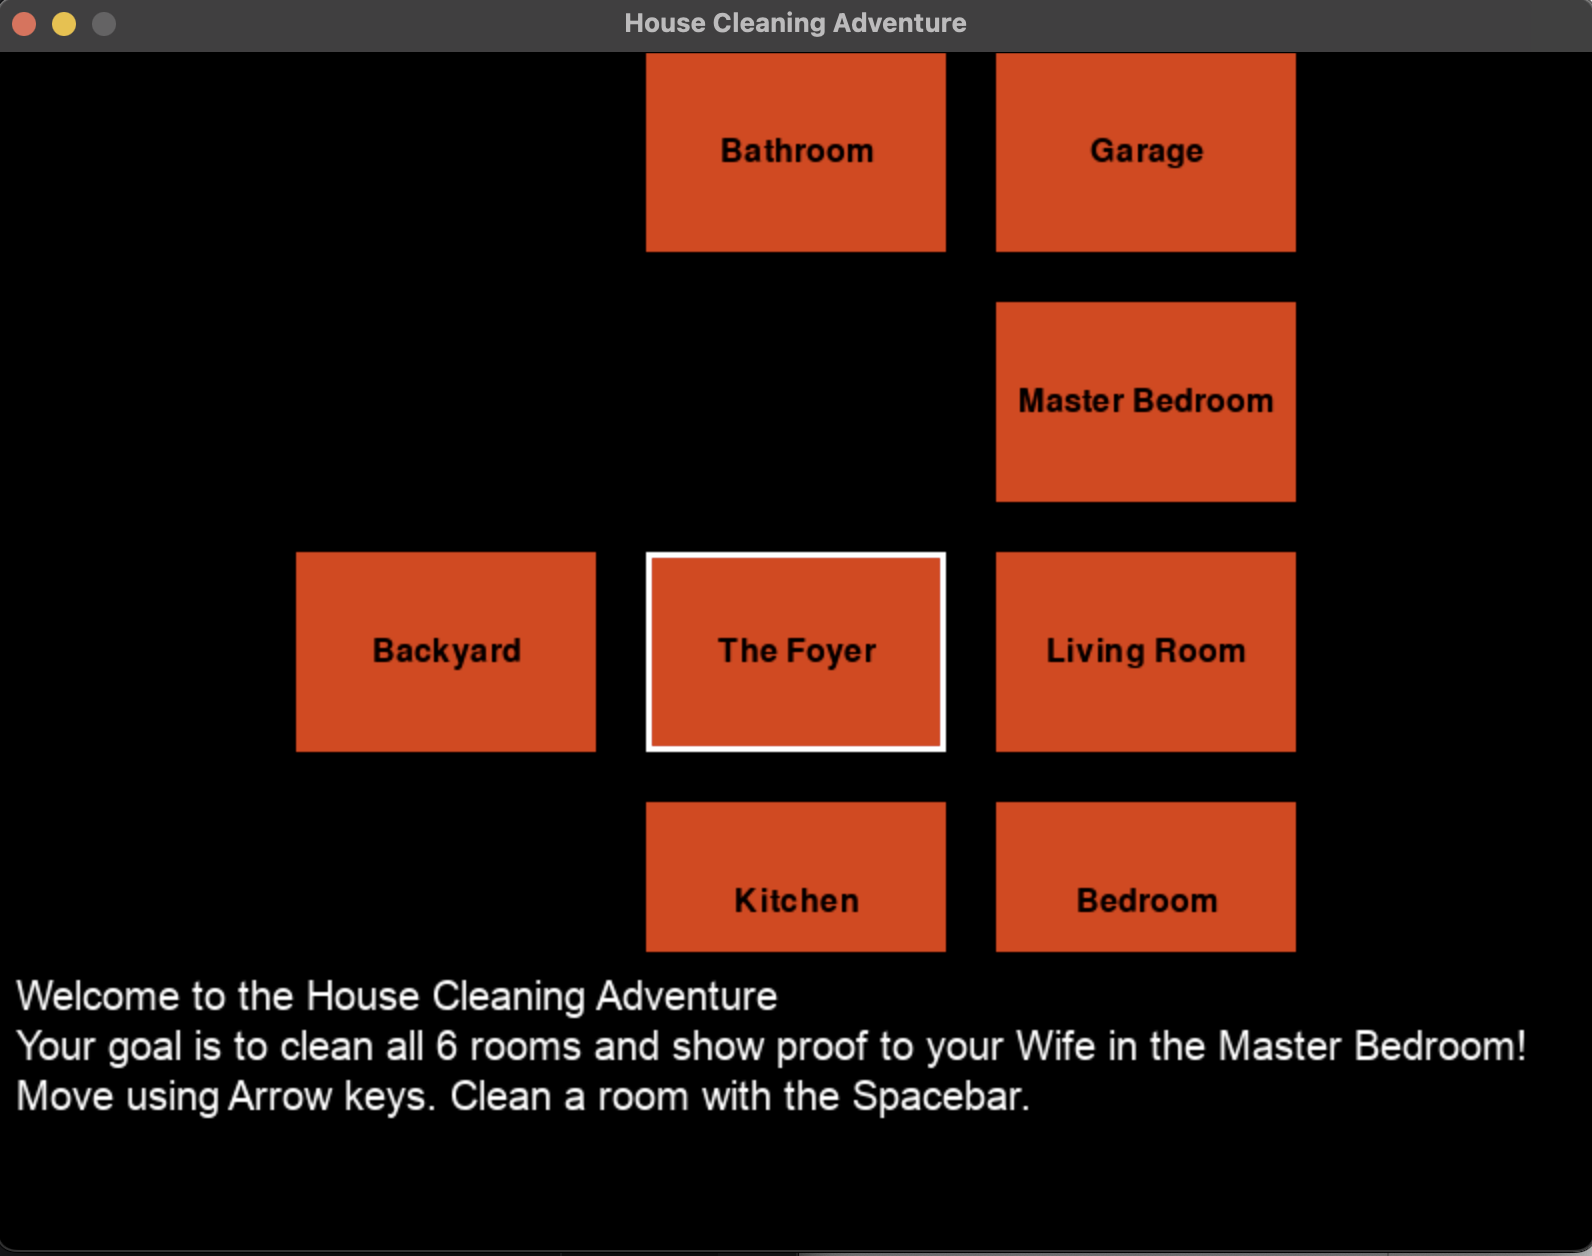 House Cleaning Adventure
Bathroom
Garage
Master Bedroom
Backyard
The Foyer
Living Room
Kitchen
Bedroom
Welcome to the House Cleaning Adventure
Your goal is to clean all 6 rooms and show proof to your Wife in the Master Bedroom!
Move using Arrow keys. Clean a room with the Spacebar.